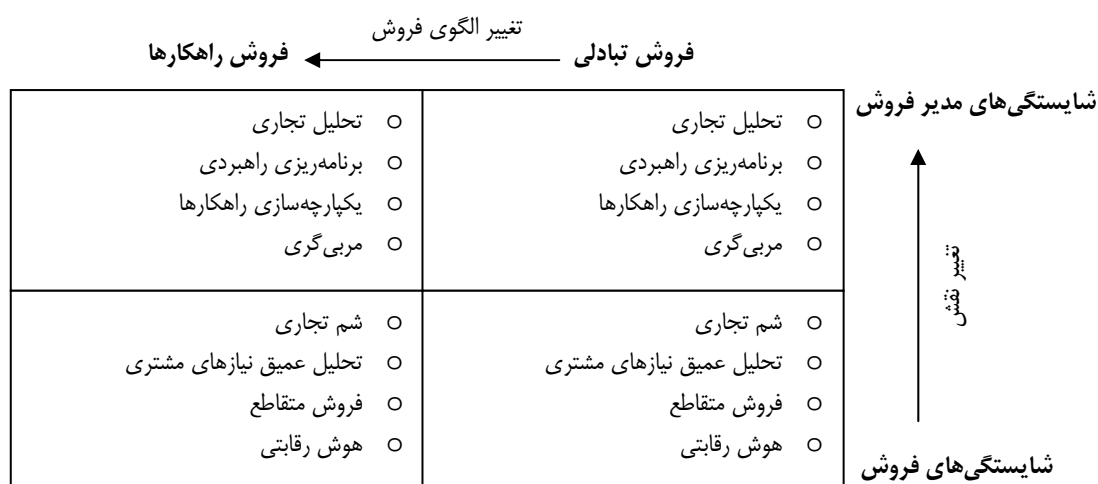 تغییر الگوی فروش
فروش تبادلی
فروش راهکارها
شایستگی‌های مدیر فروش
o تحلیل تجاری
o برنامه‌ریزی راهبردی
o یکپارچه‌سازی راهکارها
o مربی‌گری
o تحلیل تجاری
o برنامه‌ریزی راهبردی
o یکپارچه‌سازی راهکارها
o مربی‌گری
تغییر نقش
o شم تجاری
o تحلیل عمیق نیازهای مشتری
o فروش متقاطع
o هوش رقابتی
o شم تجاری
o تحلیل عمیق نیازهای مشتری
o فروش متقاطع
o هوش رقابتی
شایستگی‌های فروش